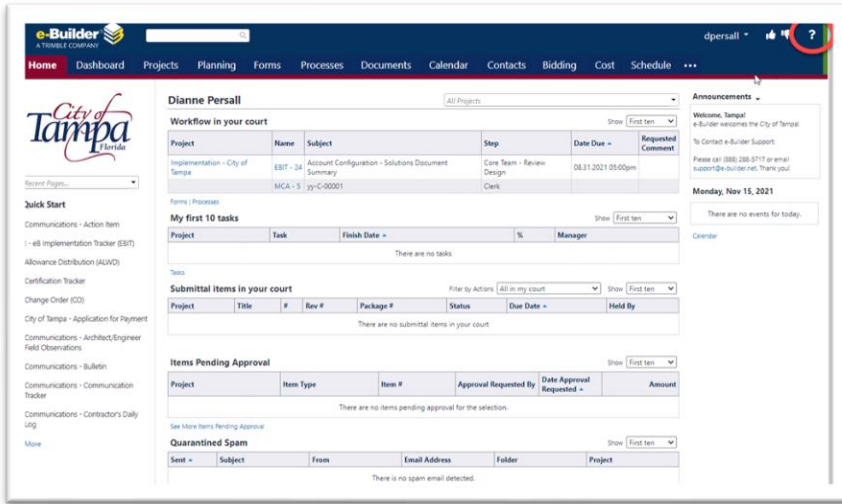 e-Builder
A TRIMBLE COMPANY
dpersall
?
Home Dashboard Projects Planning Forms Processes Documents Calendar Contacts Bidding Cost Schedule •••
City of
Tampa
Florida
Recent Pages...
Quick Start
Communications - Action Item
- eB Implementation Tracker (EBIT)
Allowance Distribution (ALWD)
Certification Tracker
Change Order (CO)
City of Tampa - Application for Payment
Communications - Architect/Engineer
Field Observations
Communications - Bulletin
Communications - Communication
Tracker
Communications - Contractor's Daily
Log
More
Dianne Persall
All Projects
Workflow in your court
Show First ten
Project Name Subject Step Date Due Requested
Comment
Implementation - City of
Tampa
EBIT - 24
Account Configuration - Solutions Document
Summary
Core Team - Review
Design
08.31.2021 05:00pm
MCA - 5 yy-C-00001 Clerk
Forms | Processes
My first 10 tasks
Show First ten
Project Task Finish Date % Manager
There are no tasks
Tasks
Submittal items in your court
Filter by Actions All in my court Show First ten
Project Title # Rev # Package # Status Due Date Held By
There are no submittal items in your court
Items Pending Approval
Show First ten
Project Item Type Item # Approval Requested By Date Approval
Requested Amount
There are no items pending approval for the selection.
See More Items Pending Approval
Quarantined Spam
Show First ten
Sent Subject From Email Address Folder Project
There is no spam email detected.
Announcements
Welcome, Tampa!
e-Builder welcomes the City of Tampa!
To Contact e-Builder Support:
Please call (888) 288-5717 or email
support@e-builder.net. Thank you!
Monday, Nov 15, 2021
There are no events for today.
Calendar